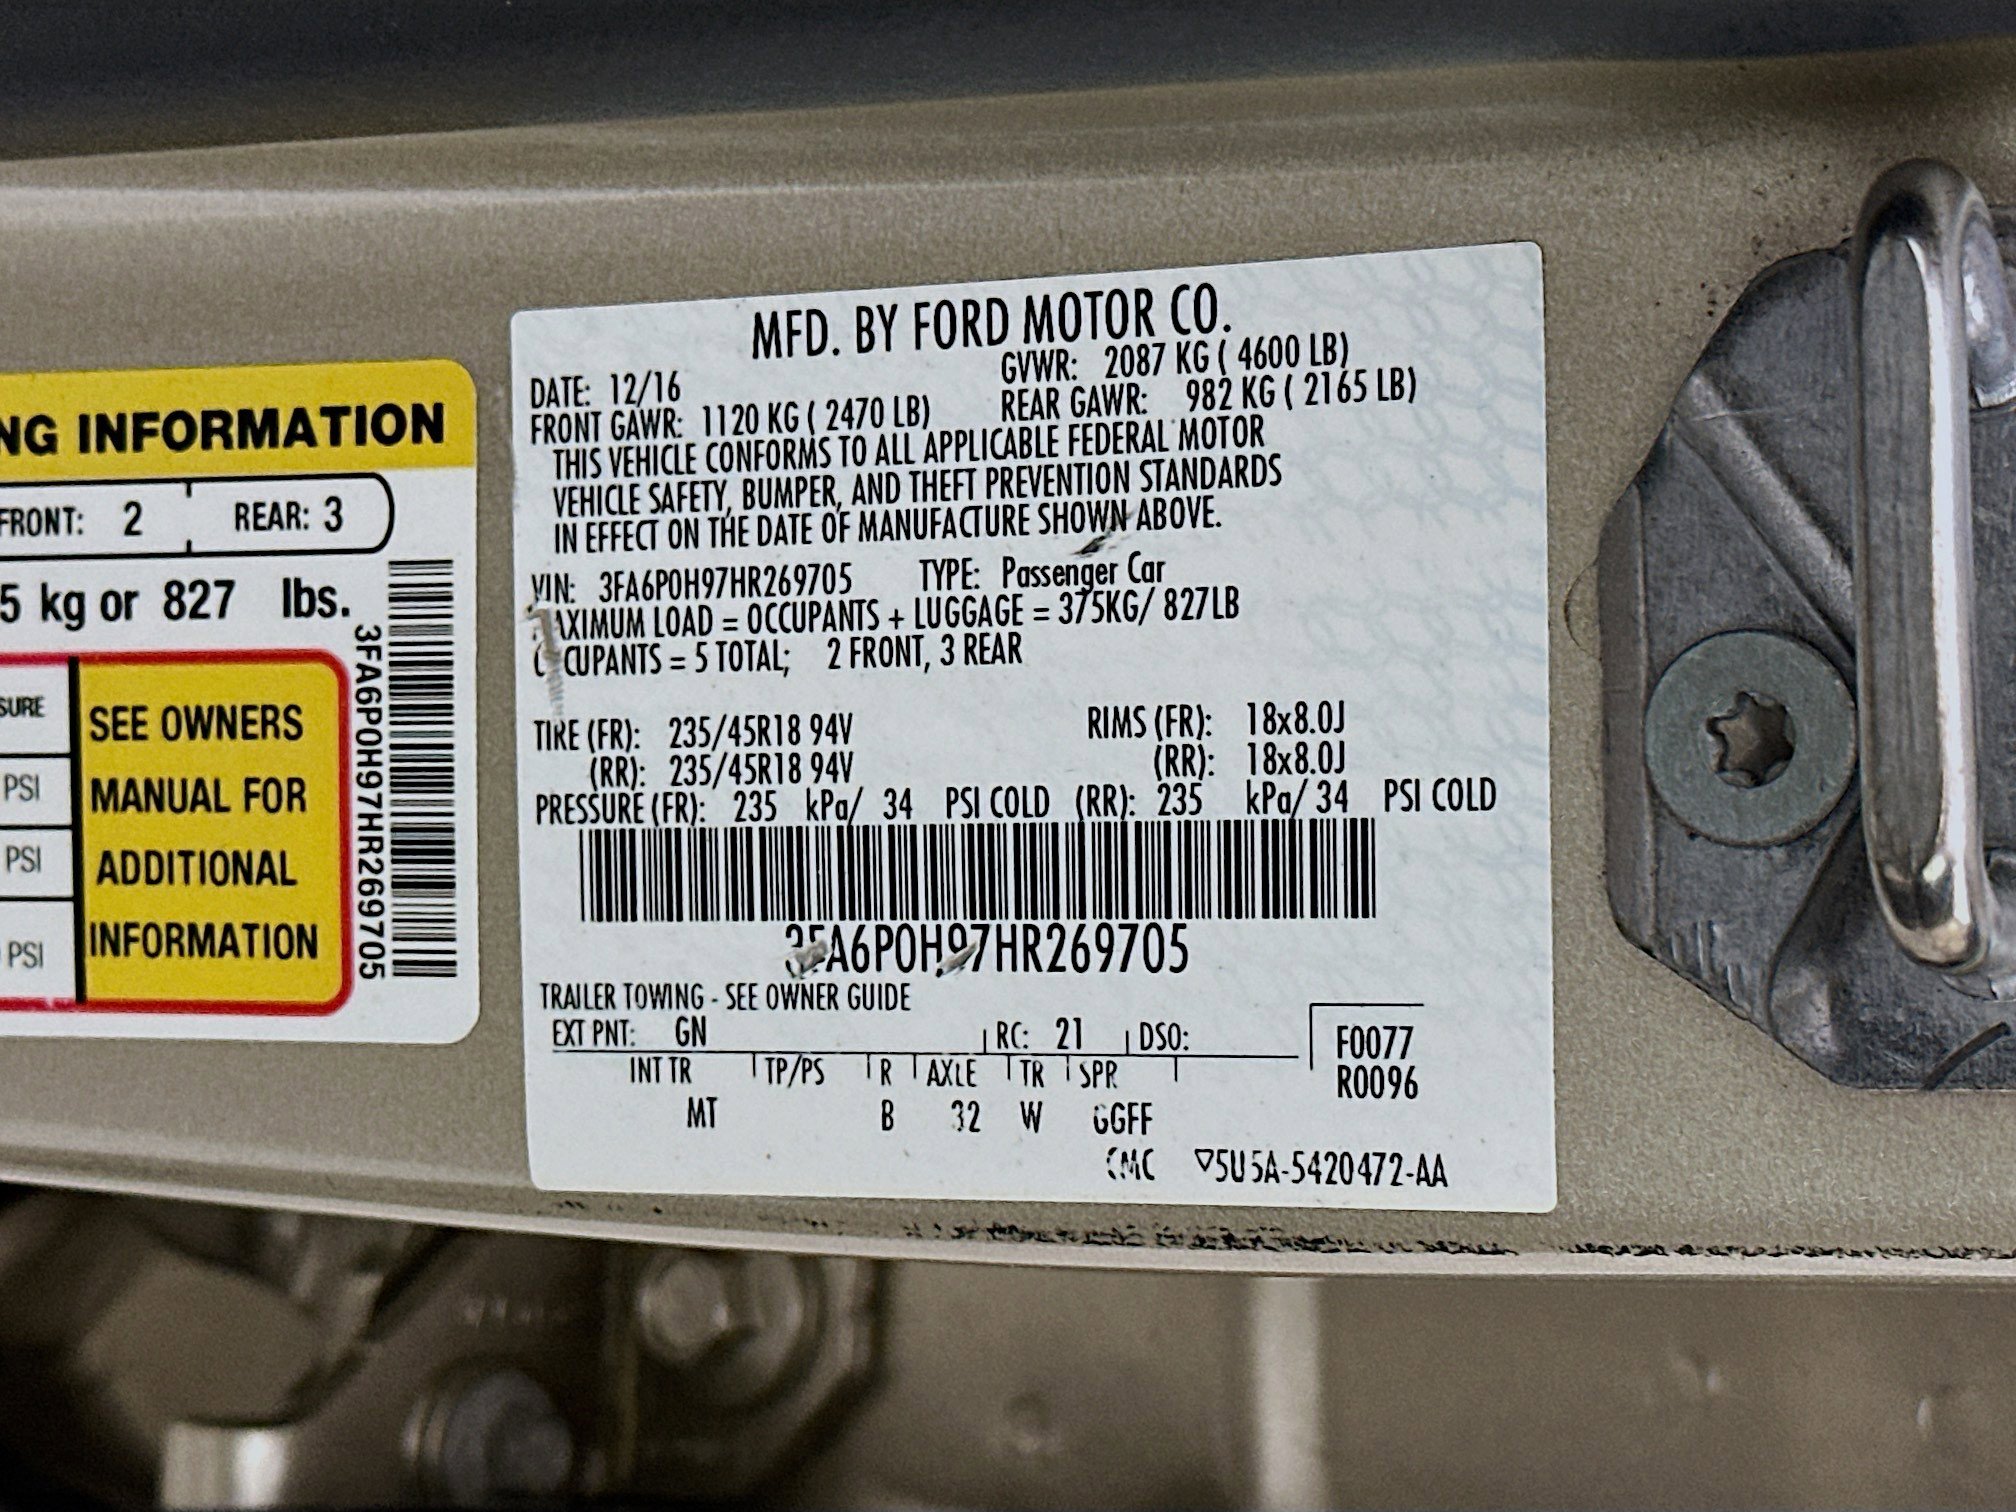 NG INFORMATION
FRONT: 2 REAR: 3
5 kg or 827 lbs.
SURE
PSI
PSI
PSI
SEE OWNERS
MANUAL FOR
ADDITIONAL
INFORMATION
3FA6P0H97HR269705
MFD. BY FORD MOTOR CO.
DATE: 12/16 GVWR: 2087 KG ( 4600 LB)
FRONT GAWR: 1120 KG ( 2470 LB) REAR GAWR: 982 KG ( 2165 LB)
THIS VEHICLE CONFORMS TO ALL APPLICABLE FEDERAL MOTOR
VEHICLE SAFETY, BUMPER, AND THEFT PREVENTION STANDARDS
IN EFFECT ON THE DATE OF MANUFACTURE SHOWN ABOVE.
VIN: 3FA6P0H97HR269705 TYPE: Passenger Car
MAXIMUM LOAD = OCCUPANTS + LUGGAGE = 375KG/ 827LB
OCCUPANTS = 5 TOTAL; 2 FRONT, 3 REAR
TIRE (FR): 235/45R18 94V RIMS (FR): 18x8.0J
(RR): 235/45R18 94V (RR): 18x8.0J
PRESSURE (FR): 235 kPa/ 34 PSI COLD (RR): 235 kPa/ 34 PSI COLD
3FA6P0H97HR269705
TRAILER TOWING - SEE OWNER GUIDE
EXT PNT: GN RC: 21 DSO:
INT TR TP/PS R AXLE TR SPR
MT B 32 W GGFF
F0077
R0096
CMC ▽5U5A-5420472-AA